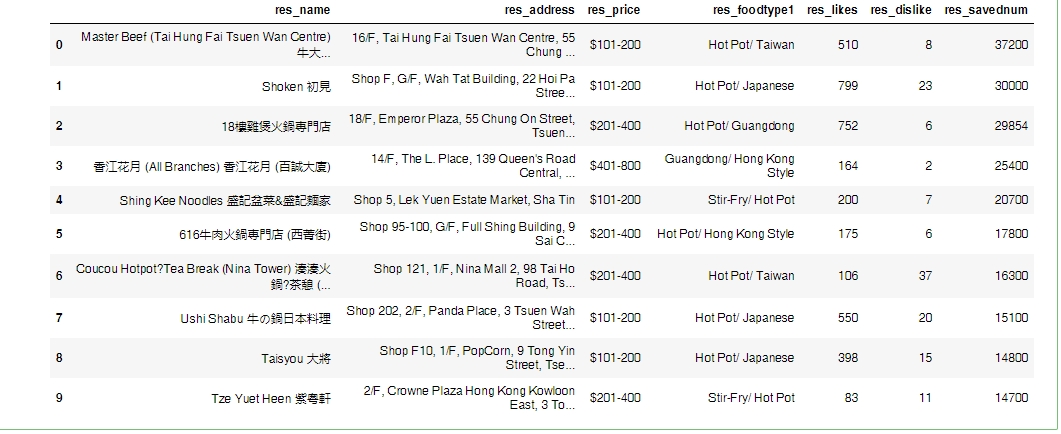 res_name res_address res_price res_foodtype1 res_likes res_dislike res_savednum
0 Master Beef (Tai Hung Fai Tsuen Wan Centre) 16/F, Tai Hung Fai Tsuen Wan Centre, 55 $101-200 Hot Pot/ Taiwan 510 8 37200
牛大... Chung ...
1 Shoken 初見 Shop F, G/F, Wah Tat Building, 22 Hoi Pa $101-200 Hot Pot/ Japanese 799 23 30000
Stree...
2 18樓雞煲火鍋専門店 18/F, Emperor Plaza, 55 Chung On Street, $201-400 Hot Pot/ Guangdong 752 6 29854
Tsuen...
3 香江花月 (All Branches) 香江花月 (百誠大廈) 14/F, The L. Place, 139 Queen's Road $401-800 Guangdong/ Hong Kong 164 2 25400
Central, ... Style
4 Shing Kee Noodles 盛記盆菜&盛記麵家 Shop 5, Lek Yuen Estate Market, Sha Tin $101-200 Stir-Fry/ Hot Pot 200 7 20700
5 616牛肉火鍋専門店 (西菁街) Shop 95-100, G/F, Full Shing Building, 9 $201-400 Hot Pot/ Hong Kong Style 175 6 17800
Sai C...
6 Coucou Hotpot?Tea Break (Nina Tower) 湊湊火 Shop 121, 1/F, Nina Mall 2, 98 Tai Ho $201-400 Hot Pot/ Taiwan 106 37 16300
鍋?茶憩 (... Road, Ts...
7 Ushi Shabu 牛の鍋日本料理 Shop 202, 2/F, Panda Place, 3 Tsuen Wah $101-200 Hot Pot/ Japanese 550 20 15100
Street...
8 Taisyou 大將 Shop F10, 1/F, PopCorn, 9 Tong Yin $101-200 Hot Pot/ Japanese 398 15 14800
Street, Tse...
9 Tze Yuet Heen 紫粵軒 2/F, Crowne Plaza Hong Kong Kowloon $201-400 Stir-Fry/ Hot Pot 83 11 14700
East, 3 To...